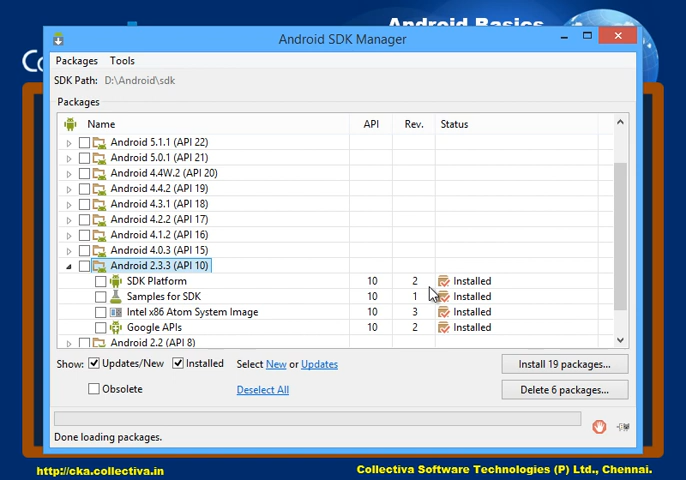 Android Basics
Co
Android SDK Manager
Packages Tools
SDK Path: D:\Android\sdk
Packages
Name API Rev. Status
Android 5.1.1 (API 22)
Android 5.0.1 (API 21)
Android 4.4W.2 (API 20)
Android 4.4.2 (API 19)
Android 4.3.1 (API 18)
Android 4.2.2 (API 17)
Android 4.1.2 (API 16)
Android 4.0.3 (API 15)
Android 2.3.3 (API 10)
SDK Platform 10 2 Installed
Samples for SDK 10 1 Installed
Intel x86 Atom System Image 10 3 Installed
Google APIs 10 2 Installed
Android 2.2 (API 8)
Show: Updates/New Installed Select New or Updates Install 19 packages...
Obsolete Deselect All Delete 6 packages...
Done loading packages.
http://cka.collectiva.in Collectiva Software Technologies (P) Ltd., Chennai.